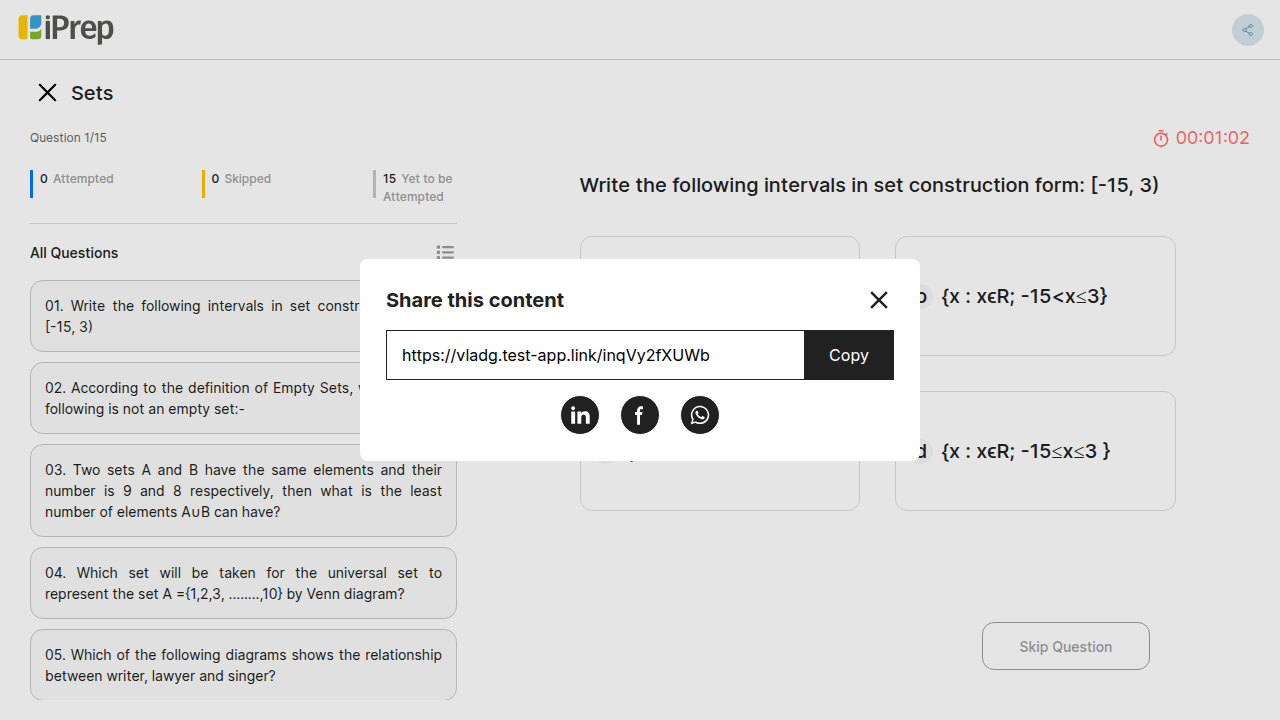 iPrep
Sets
Question 1/15
00:01:02
0 Attempted
0 Skipped
15 Yet to be
Attempted
Write the following intervals in set construction form: [-15, 3)
All Questions
01. Write the following intervals in set
[-15, 3)
02. According to the definition of Empty Sets,
following is not an empty set:-
03. Two sets A and B have the same elements and their
number is 9 and 8 respectively, then what is the least
number of elements A∪B can have?
04. Which set will be taken for the universal set to
represent the set A ={1,2,3, ........,10} by Venn diagram?
05. Which of the following diagrams shows the relationship
between writer, lawyer and singer?
Share this content
https://vladg.test-app.link/inqVy2fXUWb
Copy
{x : xϵR; -15<x≤3}
d {x : xϵR; -15≤x≤3 }
Skip Question